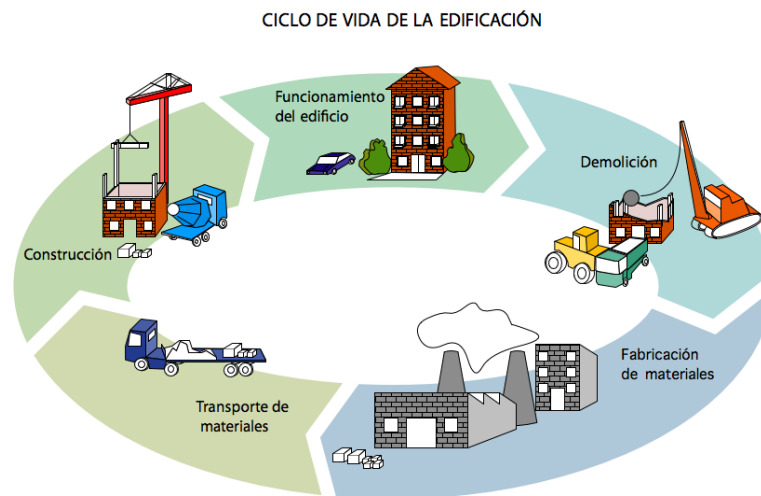 CICLO DE VIDA DE LA EDIFICACIÓN
Funcionamiento
del edificio
Demolición
Construcción
Fabricación
de materiales
Transporte de
materiales